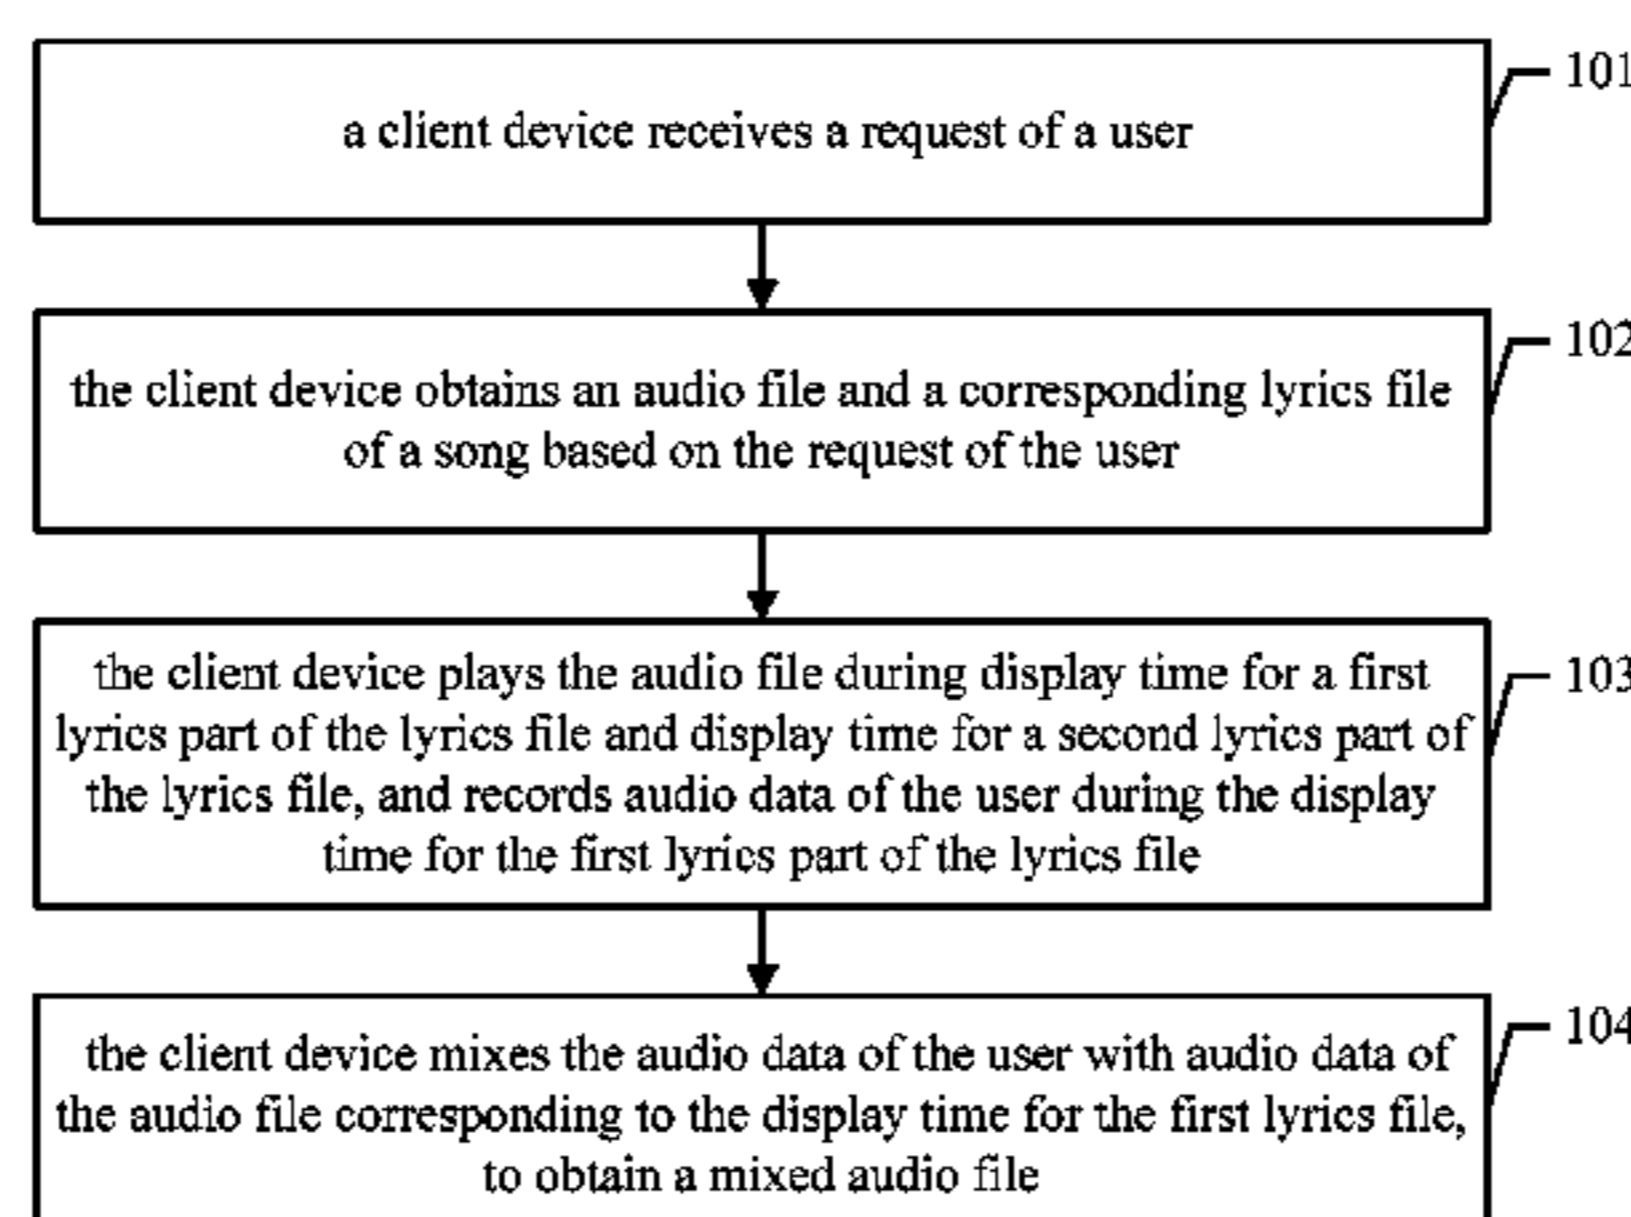 101
a client device receives a request of a user
102
the client device obtains an audio file and a corresponding lyrics file
of a song based on the request of the user
103
the client device plays the audio file during display time for a first
lyrics part of the lyrics file and display time for a second lyrics part of
the lyrics file, and records audio data of the user during the display
time for the first lyrics part of the lyrics file
104
the client device mixes the audio data of the user with audio data of
the audio file corresponding to the display time for the first lyrics file,
to obtain a mixed audio file